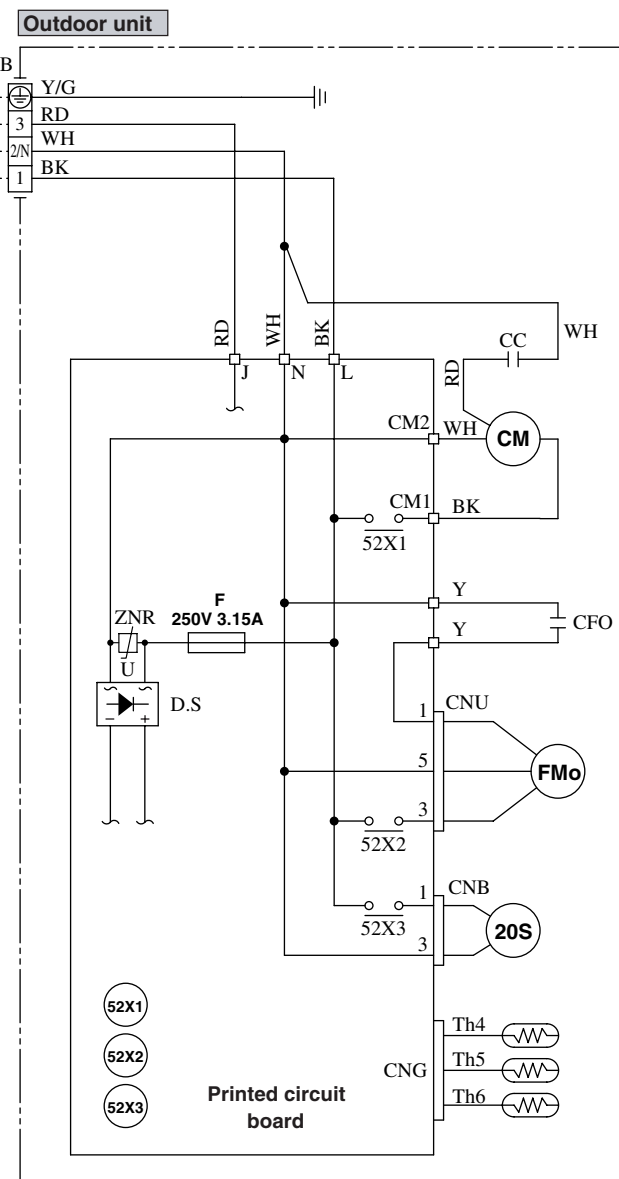 Outdoor unit
B
Y/G
3 RD
2/N WH
1 BK
RD WH BK
J N L
CC WH
RD
CM2 WH CM
CM1 BK
52X1
Y
F
250V 3.15A
ZNR
CFO
Y
U
D.S
1 CNU
5 FMo
3
52X2
1 CNB
52X3 20S
3
52X1
Th4
52X2 CNG Th5
Th6
52X3
Printed circuit
board